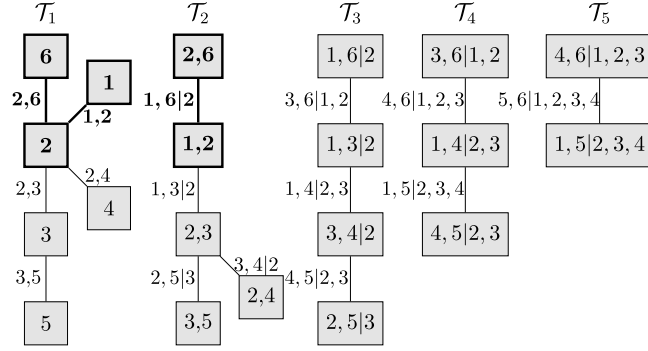 𝒯₁ 𝒯₂ 𝒯₃ 𝒯₄ 𝒯₅
6 2,6 1,6|2 3,6|1,2 4,6|1,2,3
1
2,6 1,2 1,6|2 3,6|1,2 4,6|1,2,3 5,6|1,2,3,4
2 1,2 1,3|2 1,4|2,3 1,5|2,3,4
2,3 2,4 1,3|2 1,4|2,3 1,5|2,3,4
4
3 2,3 3,4|2 4,5|2,3
3,5 2,5|3 3,4|2 4,5|2,3
2,4
5 3,5 2,5|3